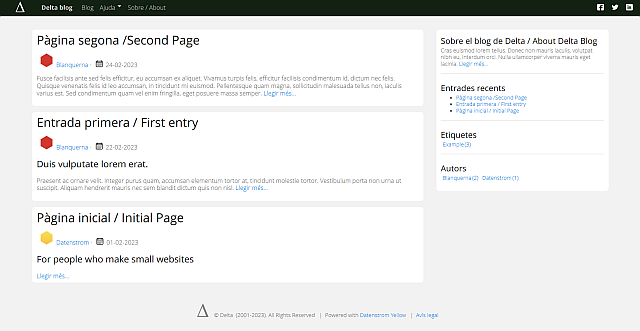 Δ Delta blog Blog Ajuda Sobre / About
Pàgina segona /Second Page
Blanquerna · 24-02-2023
Fusce facilisis ante sed felis efficitur, eu accumsan ex aliquet. Vivamus turpis felis, efficitur facilisis condimentum id, dictum nec felis.
Quisque venenatis felis id leo accumsan, in tincidunt mi euismod. Pellentesque quam magna, sollicitudin malesuada tellus non, iaculis
varius est. Sed condimentum quam vel enim fringilla, eget posuere massa semper. Llegir més...
Entrada primera / First entry
Blanquerna · 22-02-2023
Duis vulputate lorem erat.
Praesent ac ornare velit. Integer purus quam, accumsan elementum tortor at, tincidunt molestie tortor. Vestibulum porta non urna ut
suscipit. Aliquam hendrerit mauris nec sem blandit dictum quis non nisl. Llegir més...
Pàgina inicial / Initial Page
Datenstrom · 01-02-2023
For people who make small websites
Llegir més...
Sobre el blog de Delta / About Delta Blog
Cras euismod lorem tellus. Donec non mauris iaculis, volutpat
nibh eu, interdum orci. Nulla ullamcorper viverra mauris eget
lacinia. Llegir més...
Entrades recents
Pàgina segona /Second Page
Entrada primera / First entry
Pàgina inicial / Initial Page
Etiquetes
Example (3)
Autors
Blanquerna (2) Datenstrom (1)
Δ © Delta (2001-2023). All Rights Reserved | Powered with Datenstrom Yellow | Avís legal